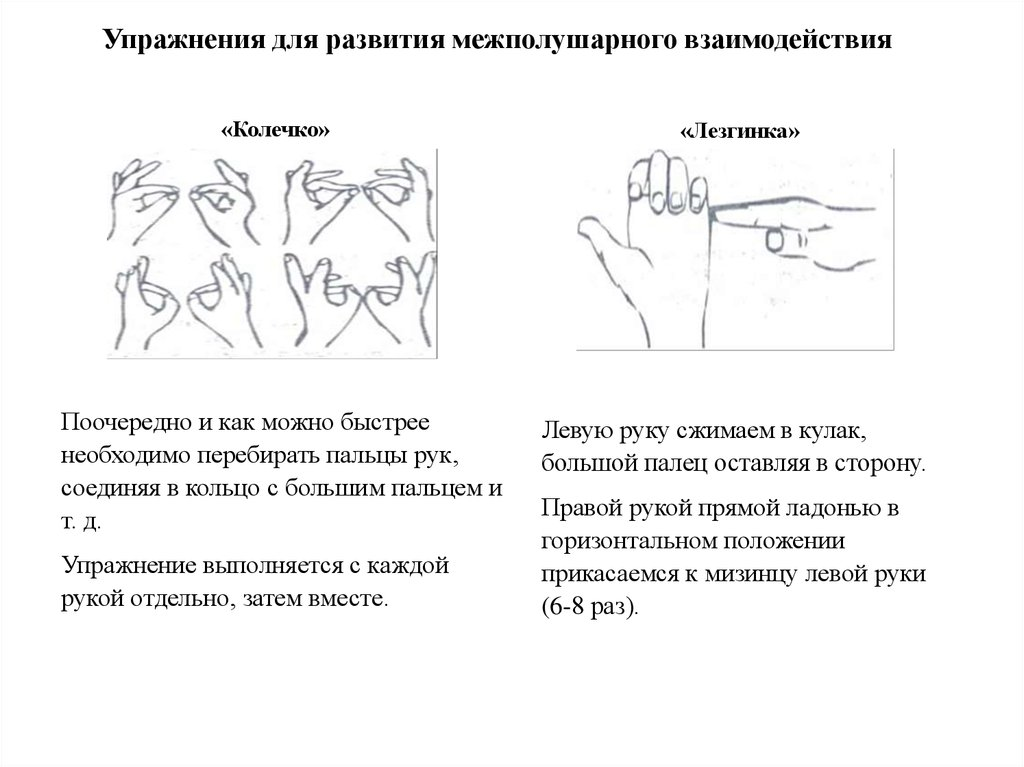 Упражнения для развития межполушарного взаимодействия
«Колечко»
Поочередно и как можно быстрее
необходимо перебирать пальцы рук,
соединяя в кольцо с большим пальцем и
т. д.
Упражнение выполняется с каждой
рукой отдельно, затем вместе.
«Лезгинка»
Левую руку сжимаем в кулак,
большой палец оставляя в сторону.
Правой рукой прямой ладонью в
горизонтальном положении
прикасаемся к мизинцу левой руки
(6-8 раз).